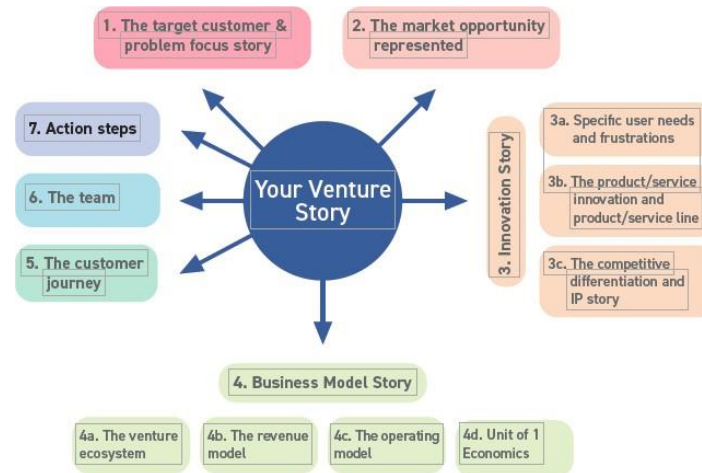 1. The target customer &
problem focus story
2. The market opportunity
represented
7. Action steps
6. The team
5. The customer
journey
Your Venture
Story
3. Innovation Story
3a. Specific user needs
and frustrations
3b. The product/service
innovation and
product/service line
3c. The competitive
differentiation and
IP story
4. Business Model Story
4a. The venture
ecosystem
4b. The revenue
model
4c. The operating
model
4d. Unit of 1
Economics